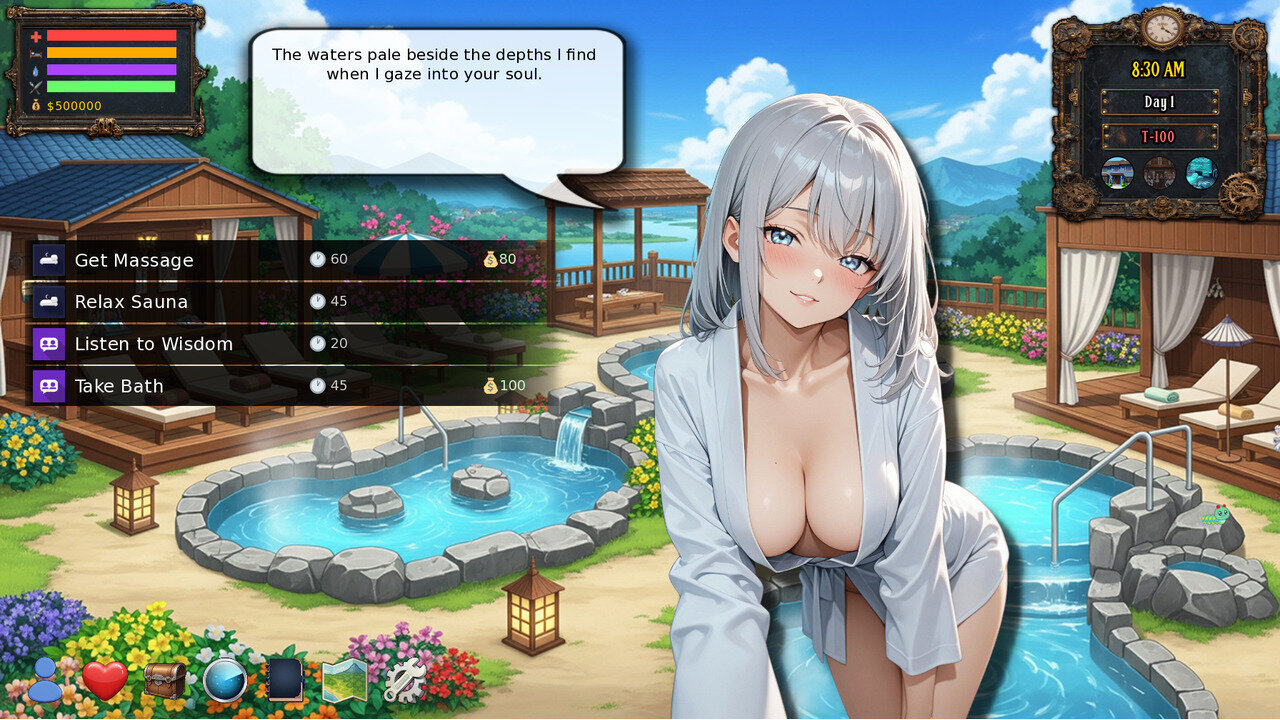 $500000
The waters pale beside the depths I find
when I gaze into your soul.
8:30 AM
Day 1
T-100
Get Massage 60 80
Relax Sauna 45
Listen to Wisdom 20
Take Bath 45 100